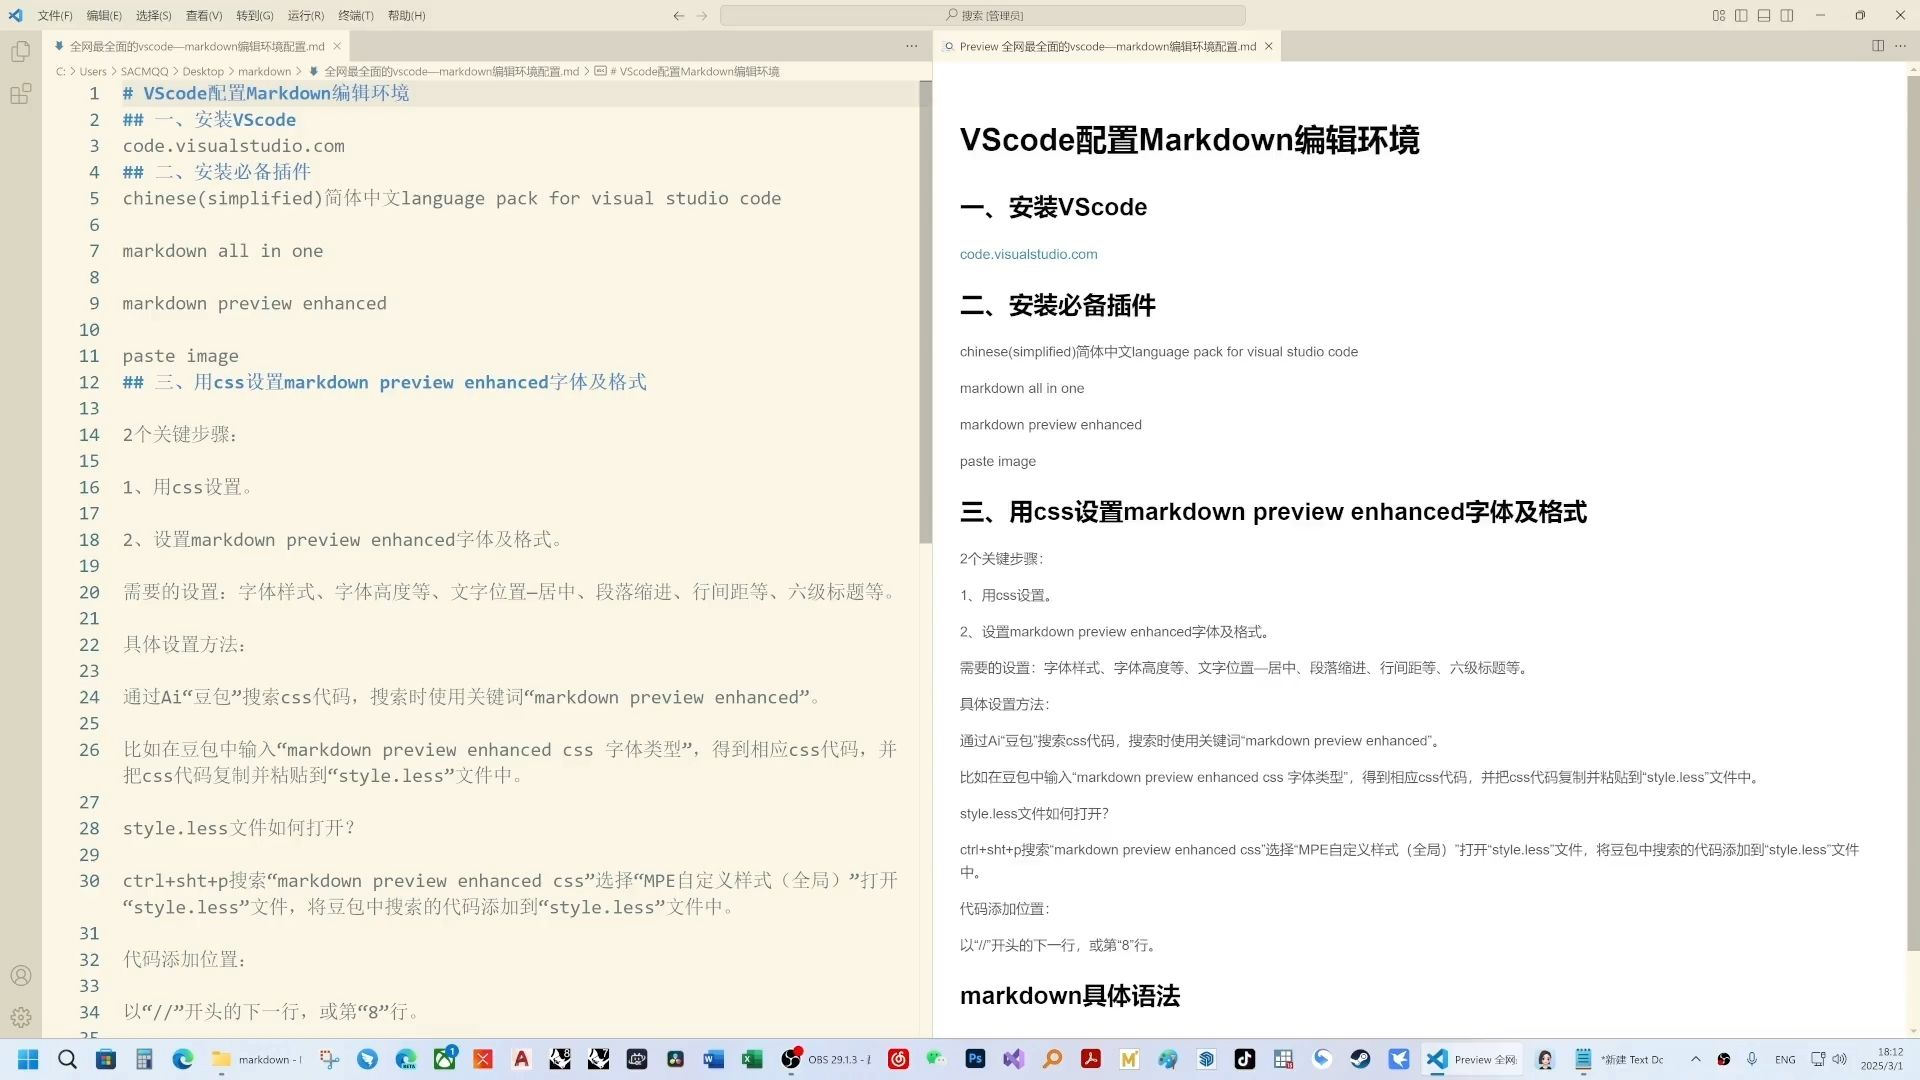 文件(F) 编辑(E) 选择(S) 查看(V) 转到(G) 运行(R) 终端(T) 帮助(H)
搜索 [管理员]
全网最全面的vscode—markdown编辑环境配置.md
Preview 全网最全面的vscode—markdown编辑环境配置.md
C: > Users > SACMQQ > Desktop > markdown > 全网最全面的vscode—markdown编辑环境配置.md > # VScode配置Markdown编辑环境
1 # VScode配置Markdown编辑环境
2 ## 一、安装VScode
3 code.visualstudio.com
4 ## 二、安装必备插件
5 chinese(simplified)简体中文language pack for visual studio code
6
7 markdown all in one
8
9 markdown preview enhanced
10
11 paste image
12 ## 三、用css设置markdown preview enhanced字体及格式
13
14 2个关键步骤：
15
16 1、用css设置。
17
18 2、设置markdown preview enhanced字体及格式。
19
20 需要的设置：字体样式、字体高度等、文字位置—居中、段落缩进、行间距等、六级标题等。
21
22 具体设置方法：
23
24 通过Ai“豆包”搜索css代码，搜索时使用关键词“markdown preview enhanced”。
25
26 比如在豆包中输入“markdown preview enhanced css 字体类型”，得到相应css代码，并
把css代码复制并粘贴到“style.less”文件中。
27
28 style.less文件如何打开？
29
30 ctrl+sht+p搜索“markdown preview enhanced css”选择“MPE自定义样式（全局）”打开
“style.less”文件，将豆包中搜索的代码添加到“style.less”文件中。
31
32 代码添加位置：
33
34 以“//”开头的下一行，或第“8”行。
35
VScode配置Markdown编辑环境
一、安装VScode
code.visualstudio.com
二、安装必备插件
chinese(simplified)简体中文language pack for visual studio code
markdown all in one
markdown preview enhanced
paste image
三、用css设置markdown preview enhanced字体及格式
2个关键步骤：
1、用css设置。
2、设置markdown preview enhanced字体及格式。
需要的设置：字体样式、字体高度等、文字位置—居中、段落缩进、行间距等、六级标题等。
具体设置方法：
通过Ai“豆包”搜索css代码，搜索时使用关键词“markdown preview enhanced”。
比如在豆包中输入“markdown preview enhanced css 字体类型”，得到相应css代码，并把css代码复制并粘贴到“style.less”文件中。
style.less文件如何打开？
ctrl+sht+p搜索“markdown preview enhanced css”选择“MPE自定义样式（全局）”打开“style.less”文件，将豆包中搜索的代码添加到“style.less”文件
中。
代码添加位置：
以“//”开头的下一行，或第“8”行。
markdown具体语法
markdown - OBS 29.1.3 - Preview 全网 *新建 Text Dc ENG 18:12
2025/3/1